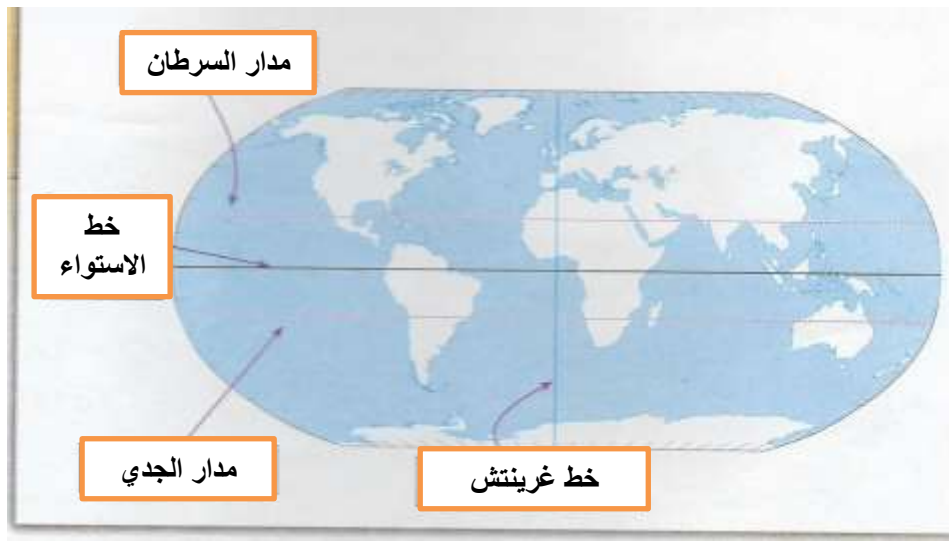 مدار السرطان
خط
الاستواء
مدار الجدي
خط غرينتش